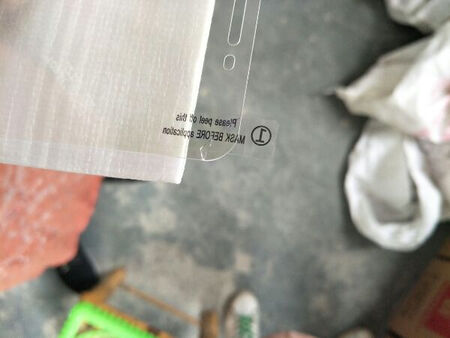 ① Please peel off this
MASK BEFORE application